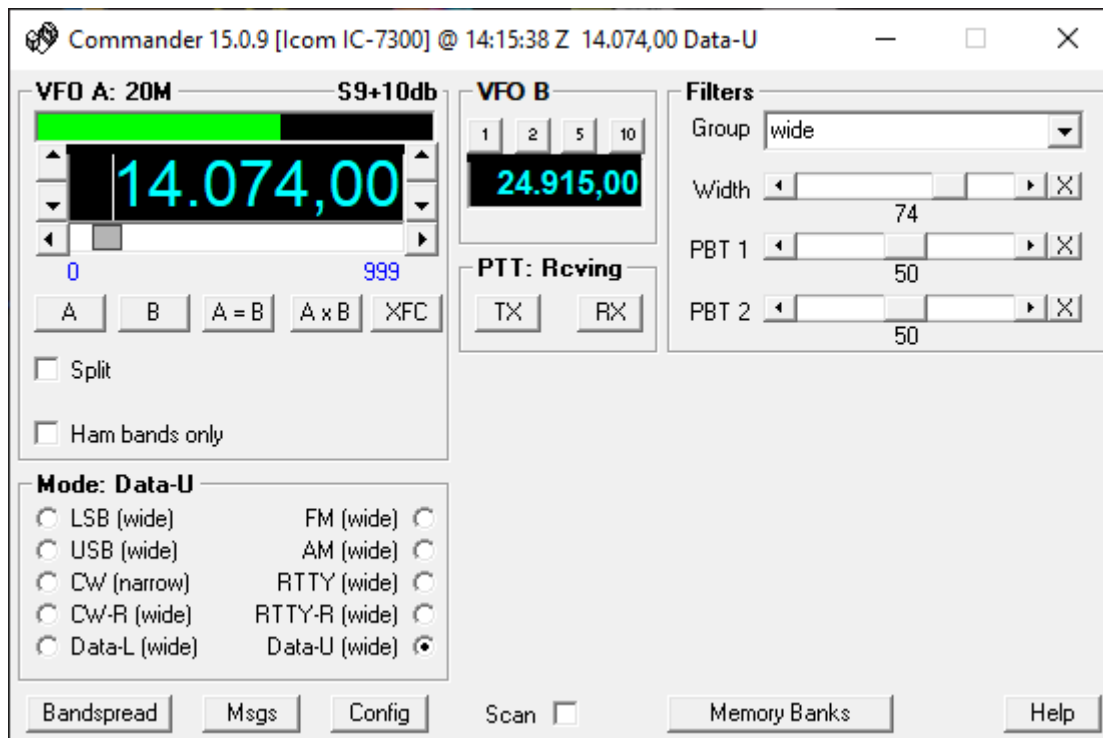 Commander 15.0.9 [Icom IC-7300] @ 14:15:38 Z 14.074,00 Data-U
VFO A: 20M S9+10db
14.074,00
0 999
A B A = B A x B XFC
Split
Ham bands only
VFO B
1 2 5 10
24.915,00
PTT: Rcving
TX RX
Filters
Group wide
Width X
74
PBT 1 X
50
PBT 2 X
50
Mode: Data-U
LSB (wide) FM (wide)
USB (wide) AM (wide)
CW (narrow) RTTY (wide)
CW-R (wide) RTTY-R (wide)
Data-L (wide) Data-U (wide)
Bandspread Msgs Config Scan Memory Banks Help